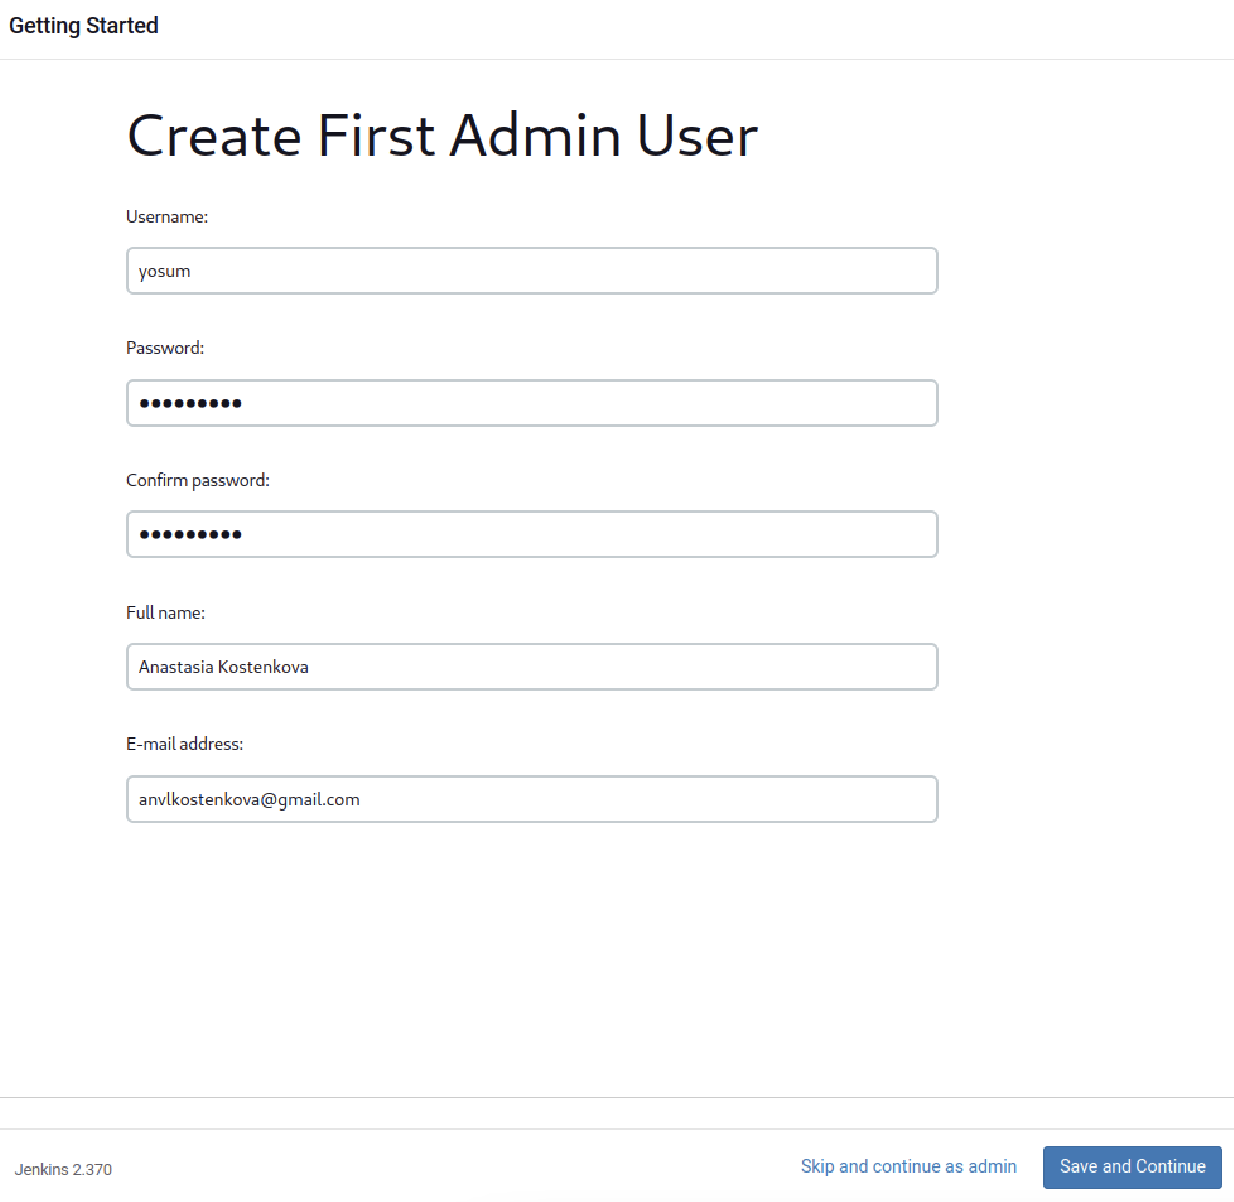 Getting Started
Create First Admin User
Username:
yosum
Password:
•••••••••
Confirm password:
•••••••••
Full name:
Anastasia Kostenkova
E-mail address:
anvlkostenkova@gmail.com
Jenkins 2.370
Skip and continue as admin
Save and Continue